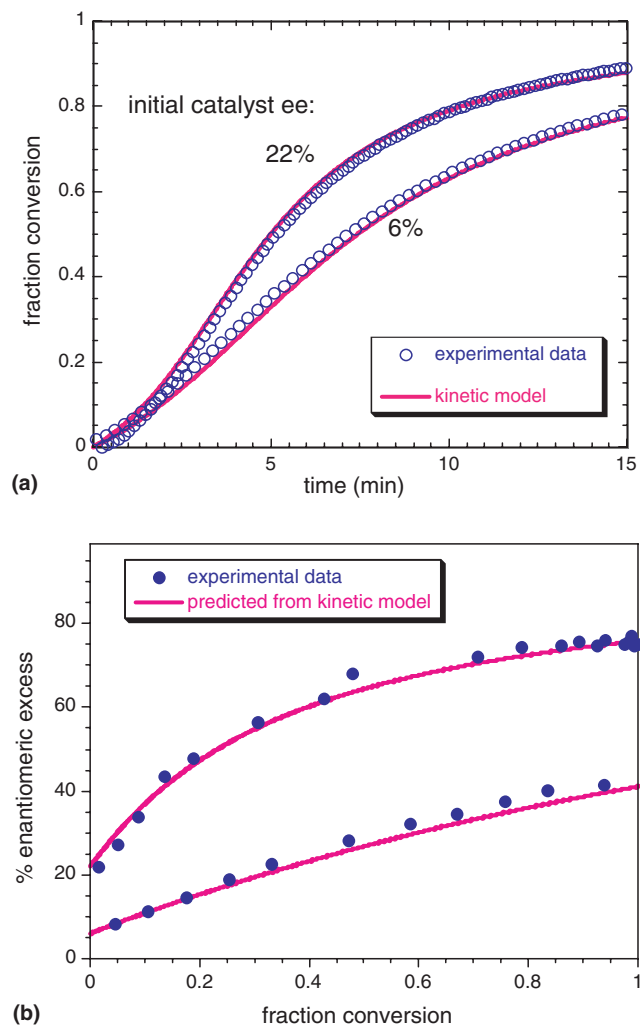 1
0.8
0.6
0.4
0.2
0
fraction conversion
initial catalyst ee:
22%
6%
experimental data
kinetic model
0
5
10
15
(a)
time (min)
experimental data
predicted from kinetic model
80
60
40
20
0
% enantiomeric excess
0
0.2
0.4
0.6
0.8
1
(b)
fraction conversion